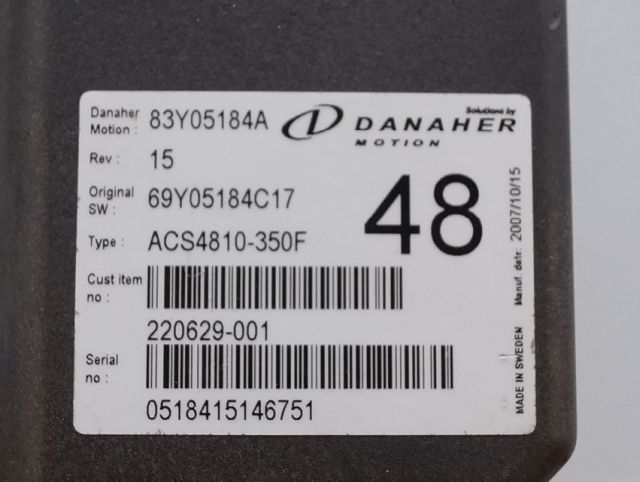 Danaher Motion : 83Y05184A
Solutions by
DANAHER
MOTION
Rev : 15
Original SW : 69Y05184C17
48
Type : ACS4810-350F
Cust item no :
220629-001
Serial no :
0518415146751
MADE IN SWEDEN Manuf. date: 2007/10/15